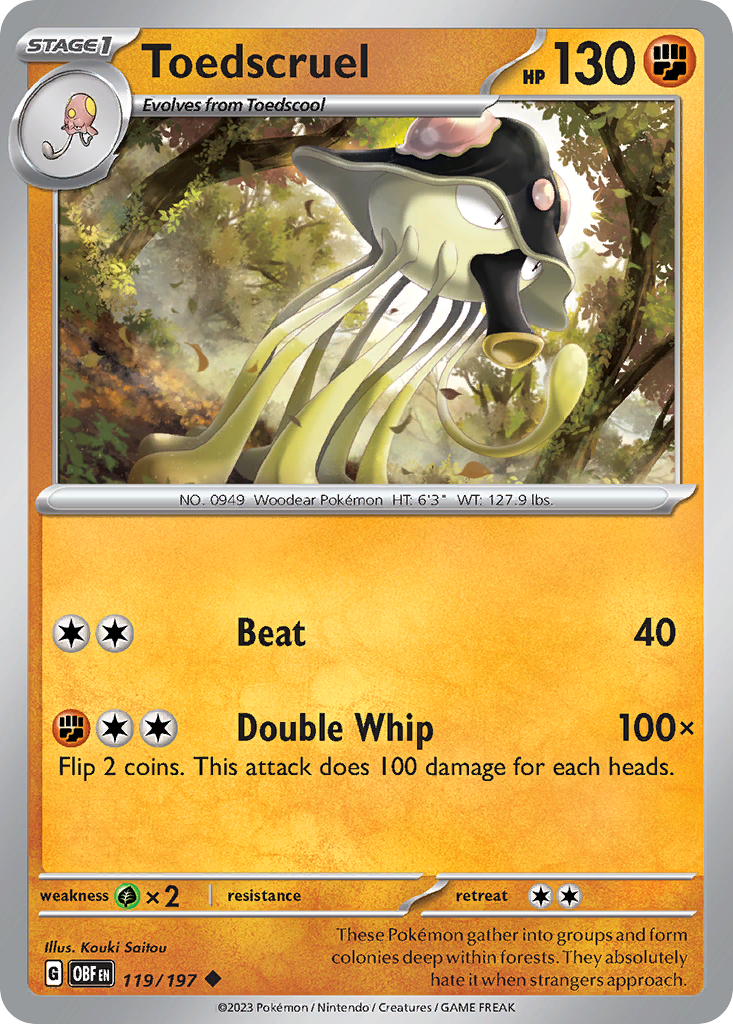 STAGE1
Toedscruel
HP 130
Evolves from Toedscool
NO. 0949 Woodear Pokémon HT: 6'3" WT: 127.9 lbs.
Beat 40
Double Whip 100×
Flip 2 coins. This attack does 100 damage for each heads.
weakness ×2 resistance retreat
Illus. Kouki Saitou
These Pokémon gather into groups and form
colonies deep within forests. They absolutely
hate it when strangers approach.
G OBF EN 119/197
©2023 Pokémon / Nintendo / Creatures / GAME FREAK